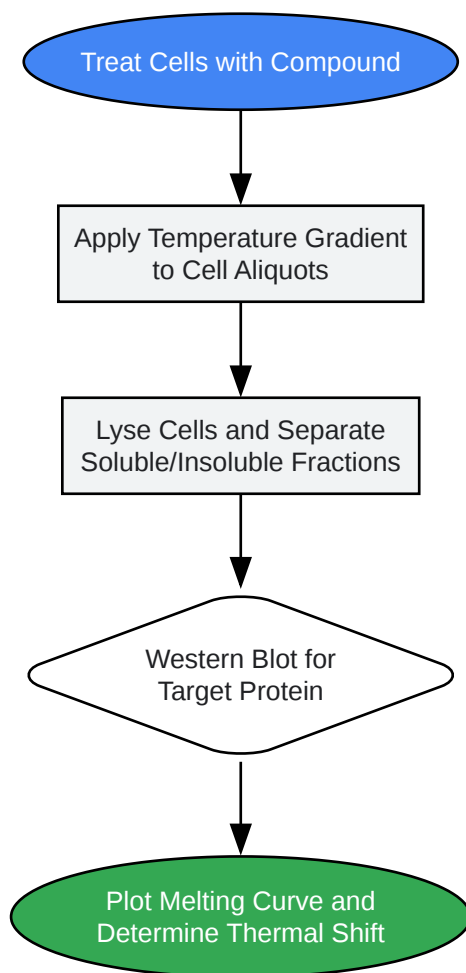 Treat Cells with Compound
Apply Temperature Gradient
to Cell Aliquots
Lyse Cells and Separate
Soluble/Insoluble Fractions
Western Blot for
Target Protein
Plot Melting Curve and
Determine Thermal Shift